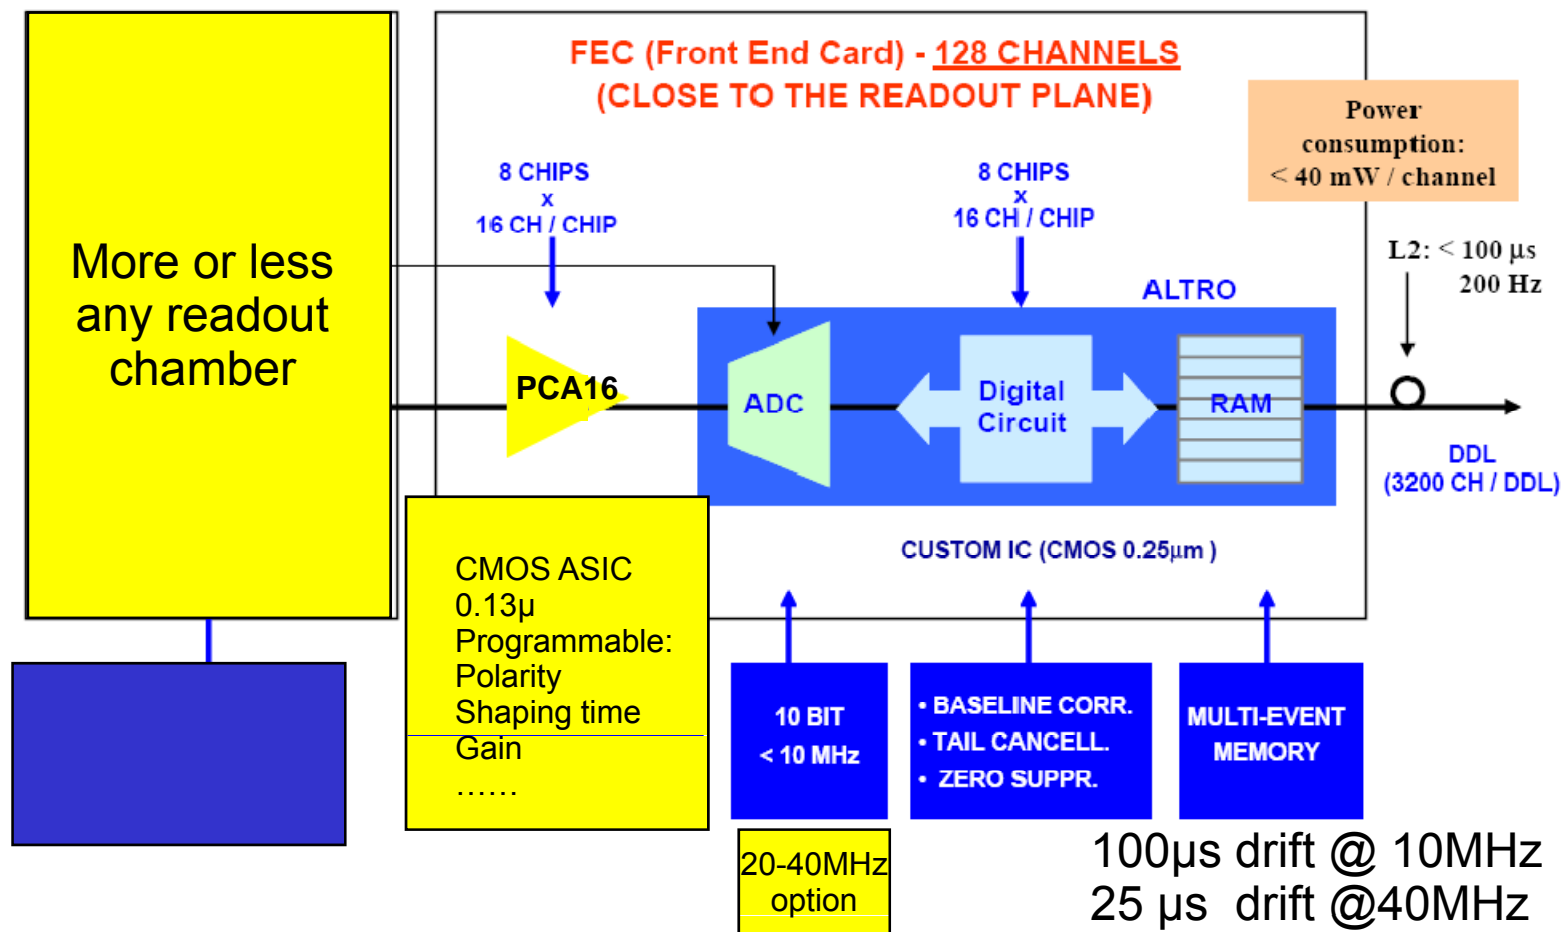 FEC (Front End Card) - 128 CHANNELS
(CLOSE TO THE READOUT PLANE)
Power
consumption:
< 40 mW / channel
8 CHIPS
x
16 CH / CHIP
8 CHIPS
x
16 CH / CHIP
More or less
any readout
chamber
L2: < 100 µs
200 Hz
ALTRO
PCA16
ADC
Digital
Circuit
RAM
DDL
(3200 CH / DDL)
CUSTOM IC (CMOS 0.25µm )
CMOS ASIC
0.13µ
Programmable:
Polarity
Shaping time
Gain
……
10 BIT
< 10 MHz
• BASELINE CORR.
• TAIL CANCELL.
• ZERO SUPPR.
MULTI-EVENT
MEMORY
20-40MHz
option
100µs drift @ 10MHz
25 µs drift @40MHz